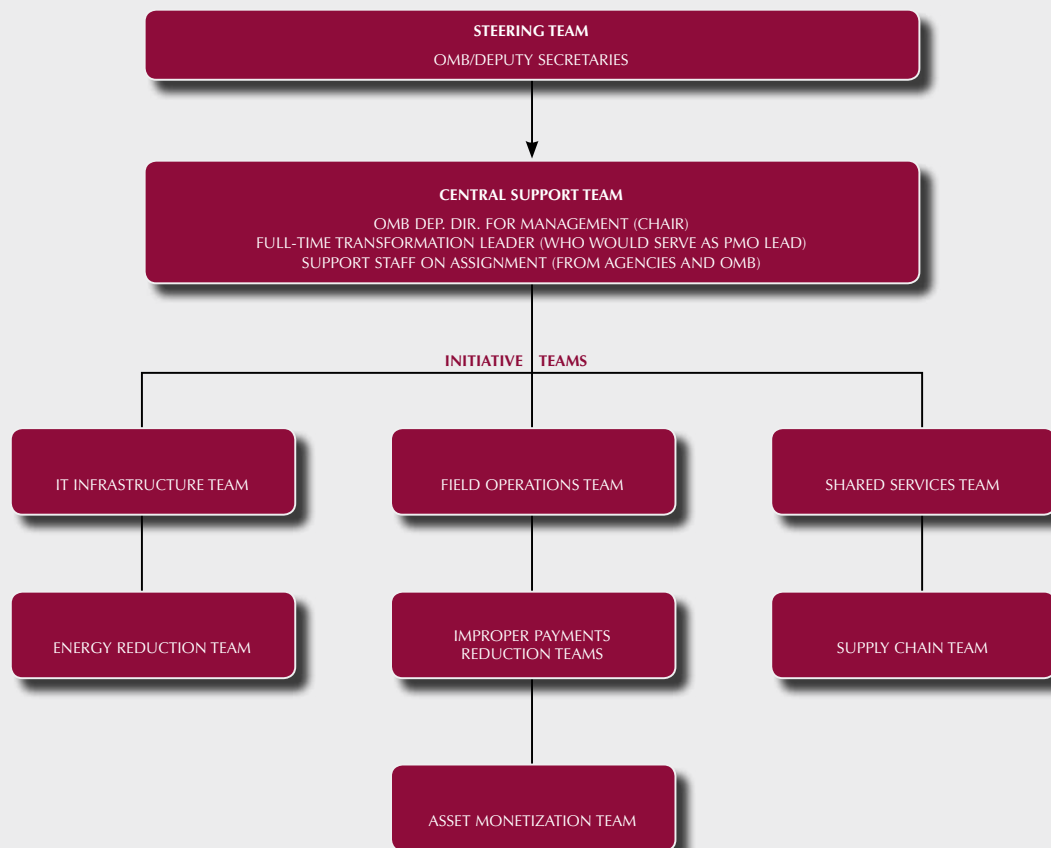 STEERING TEAM
OMB/DEPUTY SECRETARIES
CENTRAL SUPPORT TEAM
OMB DEP. DIR. FOR MANAGEMENT (CHAIR)
FULL-TIME TRANSFORMATION LEADER (WHO WOULD SERVE AS PMO LEAD)
SUPPORT STAFF ON ASSIGNMENT (FROM AGENCIES AND OMB)
INITIATIVE TEAMS
IT INFRASTRUCTURE TEAM
FIELD OPERATIONS TEAM
SHARED SERVICES TEAM
ENERGY REDUCTION TEAM
IMPROPER PAYMENTS
REDUCTION TEAMS
SUPPLY CHAIN TEAM
ASSET MONETIZATION TEAM